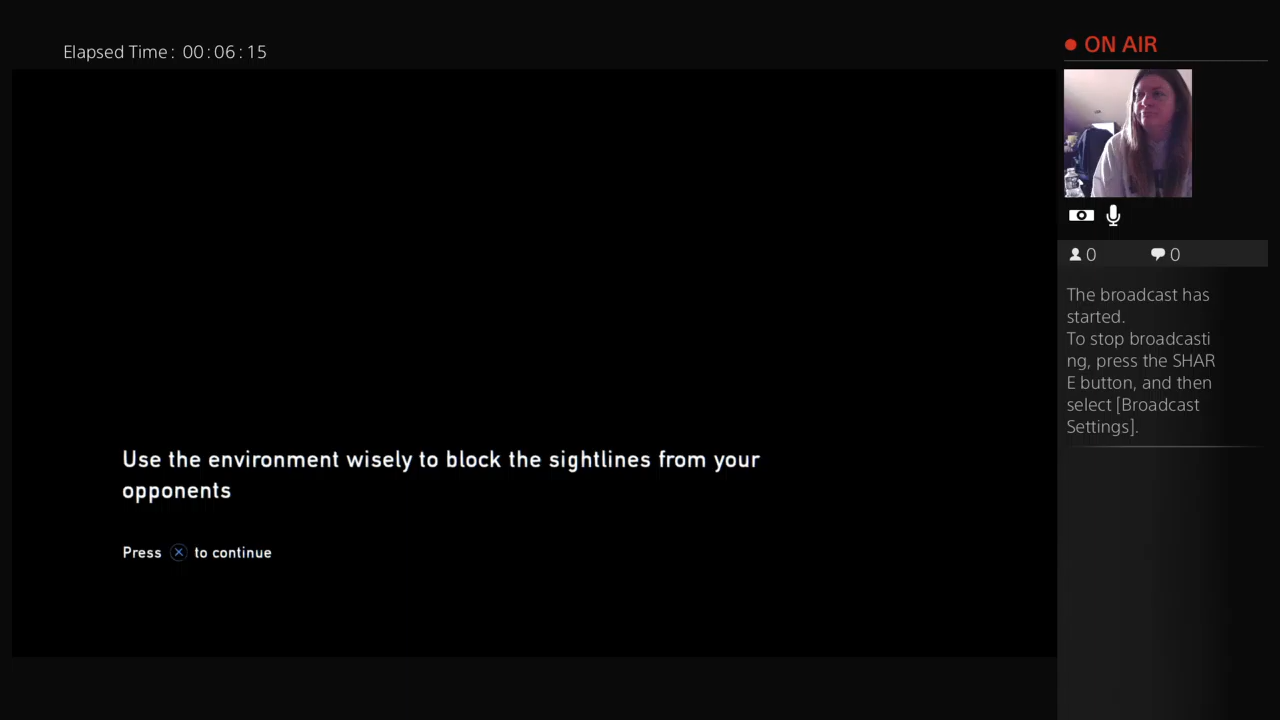 Elapsed Time: 00:06:15
ON AIR
0 0
The broadcast has
started.
To stop broadcasti
ng, press the SHAR
E button, and then
select [Broadcast
Settings].
Use the environment wisely to block the sightlines from your
opponents
Press to continue